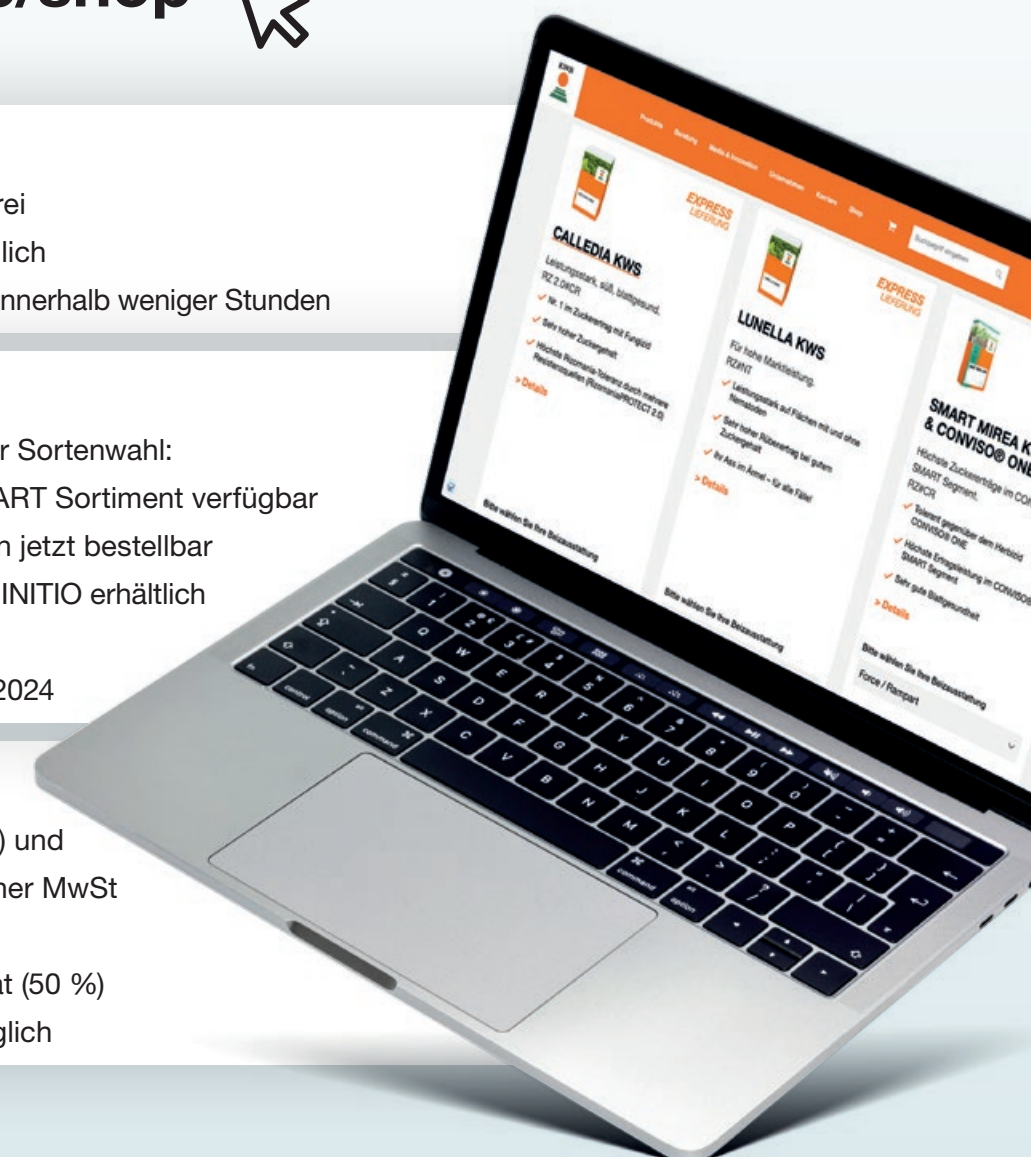 s/shop
rei
lich
innerhalb weniger Stunden
r Sortenwahl:
ART Sortiment verfügbar
n jetzt bestellbar
INITIO erhältlich
2024
) und
ner MwSt
at (50 %)
glich
KWS
Produkte Beratung Media & Innovation Unternehmen Karriere Shop
Suchbegriff eingeben
EXPRESS
LIEFERUNG
CALLEDIA KWS
Leistungsstark, süß, blattgesund.
RZ 2.0#CR
Nr. 1 im Zuckerertrag mit Fungizid
Sehr hoher Zuckergehalt
Höchste Rizomania-Toleranz durch mehrere
Resistenzquellen (RizomaniaPROTECT 2.0)
> Details
Bitte wählen Sie Ihre Beizausstattung
EXPRESS
LIEFERUNG
LUNELLA KWS
Für hohe Marktleistung.
RZ#NT
Leistungsstark auf Flächen mit und ohne
Nematoden
Sehr hoher Rübenertrag bei gutem
Zuckergehalt
Ihr Ass im Ärmel – für alle Fälle!
> Details
Bitte wählen Sie Ihre Beizausstattung
SMART MIREA K
& CONVISO® ONE
Höchste Zuckererträge im CON
SMART Segment.
RZ#CR
Tolerant gegenüber dem Herbizid
CONVISO® ONE
Höchste Ertragsleistung im CONVISO®
SMART Segment
Sehr gute Blattgesundheit
> Details
Bitte wählen Sie Ihre Beizausstattung
Force / Rampart
Q W E R T Y U I O P
A S D F G H J K L
Z X C V B N M
fn control option command
command option